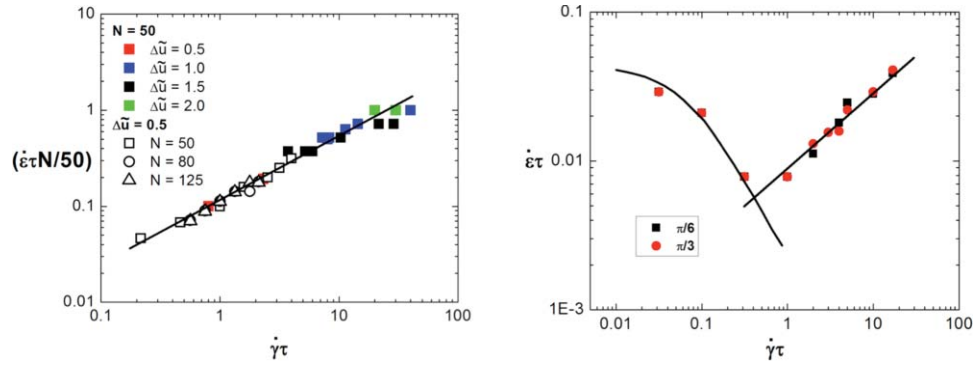 10
N = 50
Δũ = 0.5
Δũ = 1.0
Δũ = 1.5
1
Δũ = 2.0
Δũ = 0.5
(ε̇τN/50)
N = 50
N = 80
N = 125
0.1
0.01
0.1
1
10
100
γ̇τ
0.1
ε̇τ
0.01
π/6
π/3
1E-3
0.01
0.1
1
10
100
γ̇τ